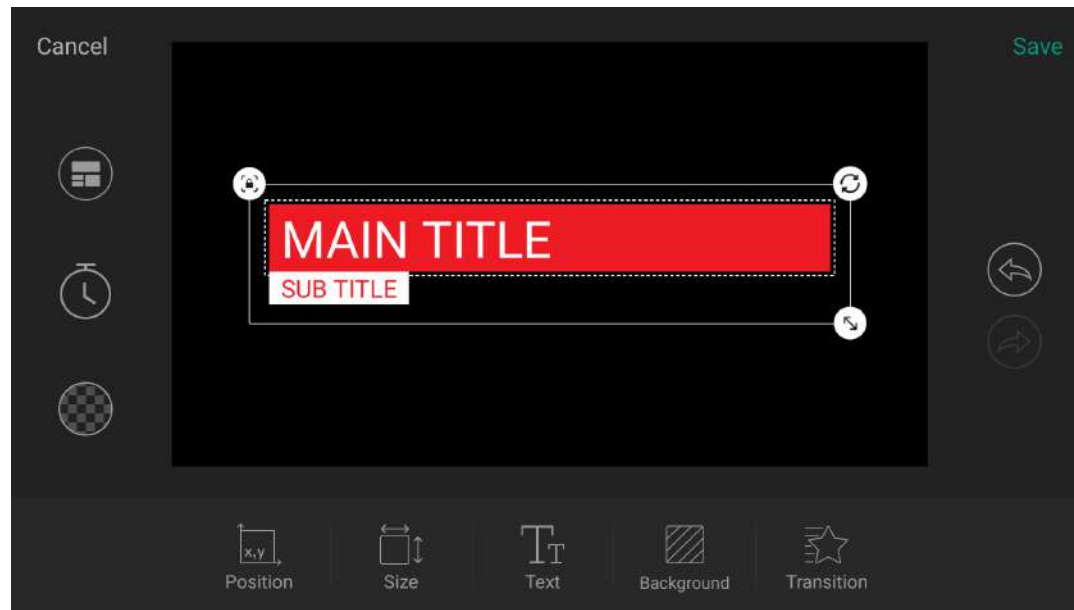 Cancel
Save
MAIN TITLE
SUB TITLE
x,y
Position
Size
Text
Background
Transition